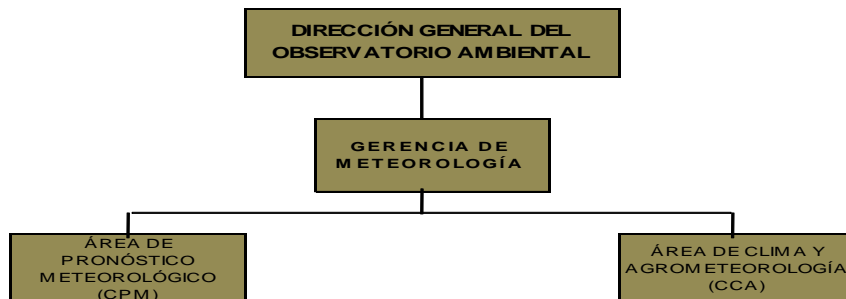 DIRECCIÓN GENERAL DEL
OBSERVATORIO AMBIENTAL
GERENCIA DE
METEOROLOGÍA
ÁREA DE
PRONÓSTICO
METEOROLÓGICO
(CPM)
ÁREA DE CLIMA Y
AGROMETEOROLOGÍA
(CCA)